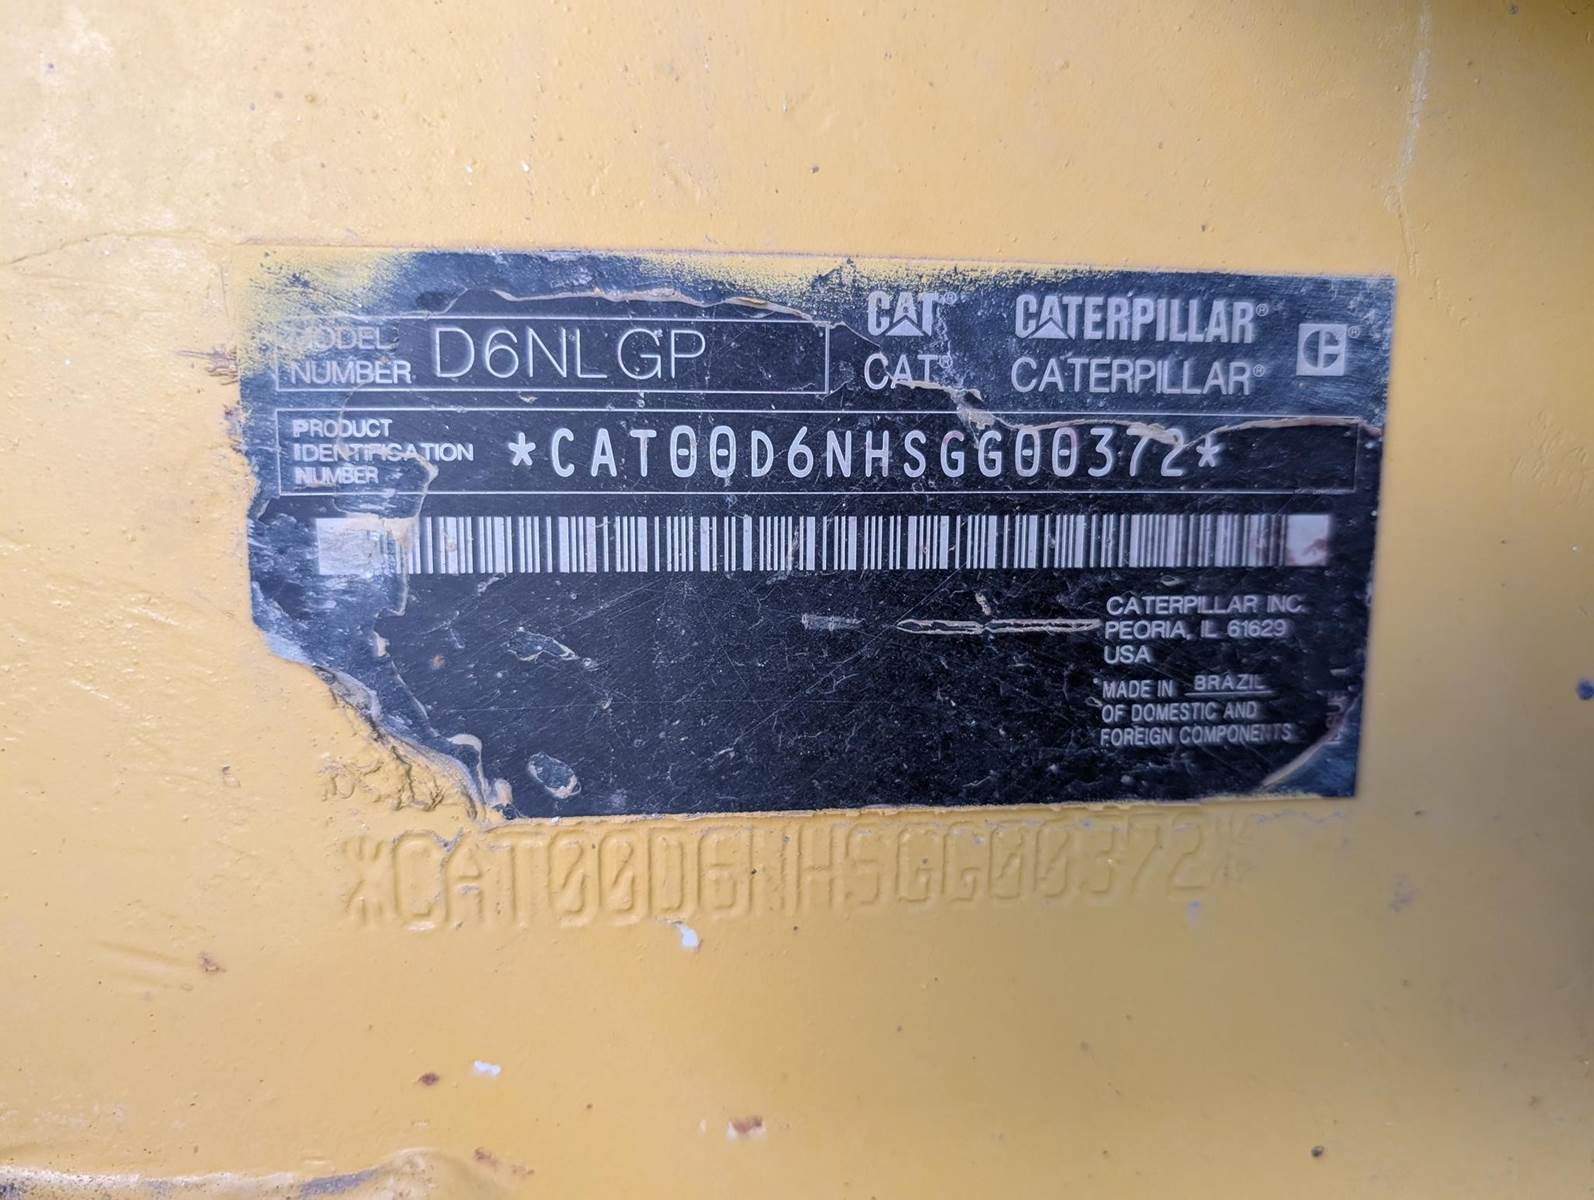 MODEL
NUMBER D6NLGP
CAT® CATERPILLAR®
CAT® CATERPILLAR®
PRODUCT
IDENTIFICATION
NUMBER
*CAT00D6NHSGG00372*
CATERPILLAR INC.
PEORIA, IL 61629
USA
MADE IN BRAZIL
OF DOMESTIC AND
FOREIGN COMPONENTS
*CAT00D6NHSGG00372*